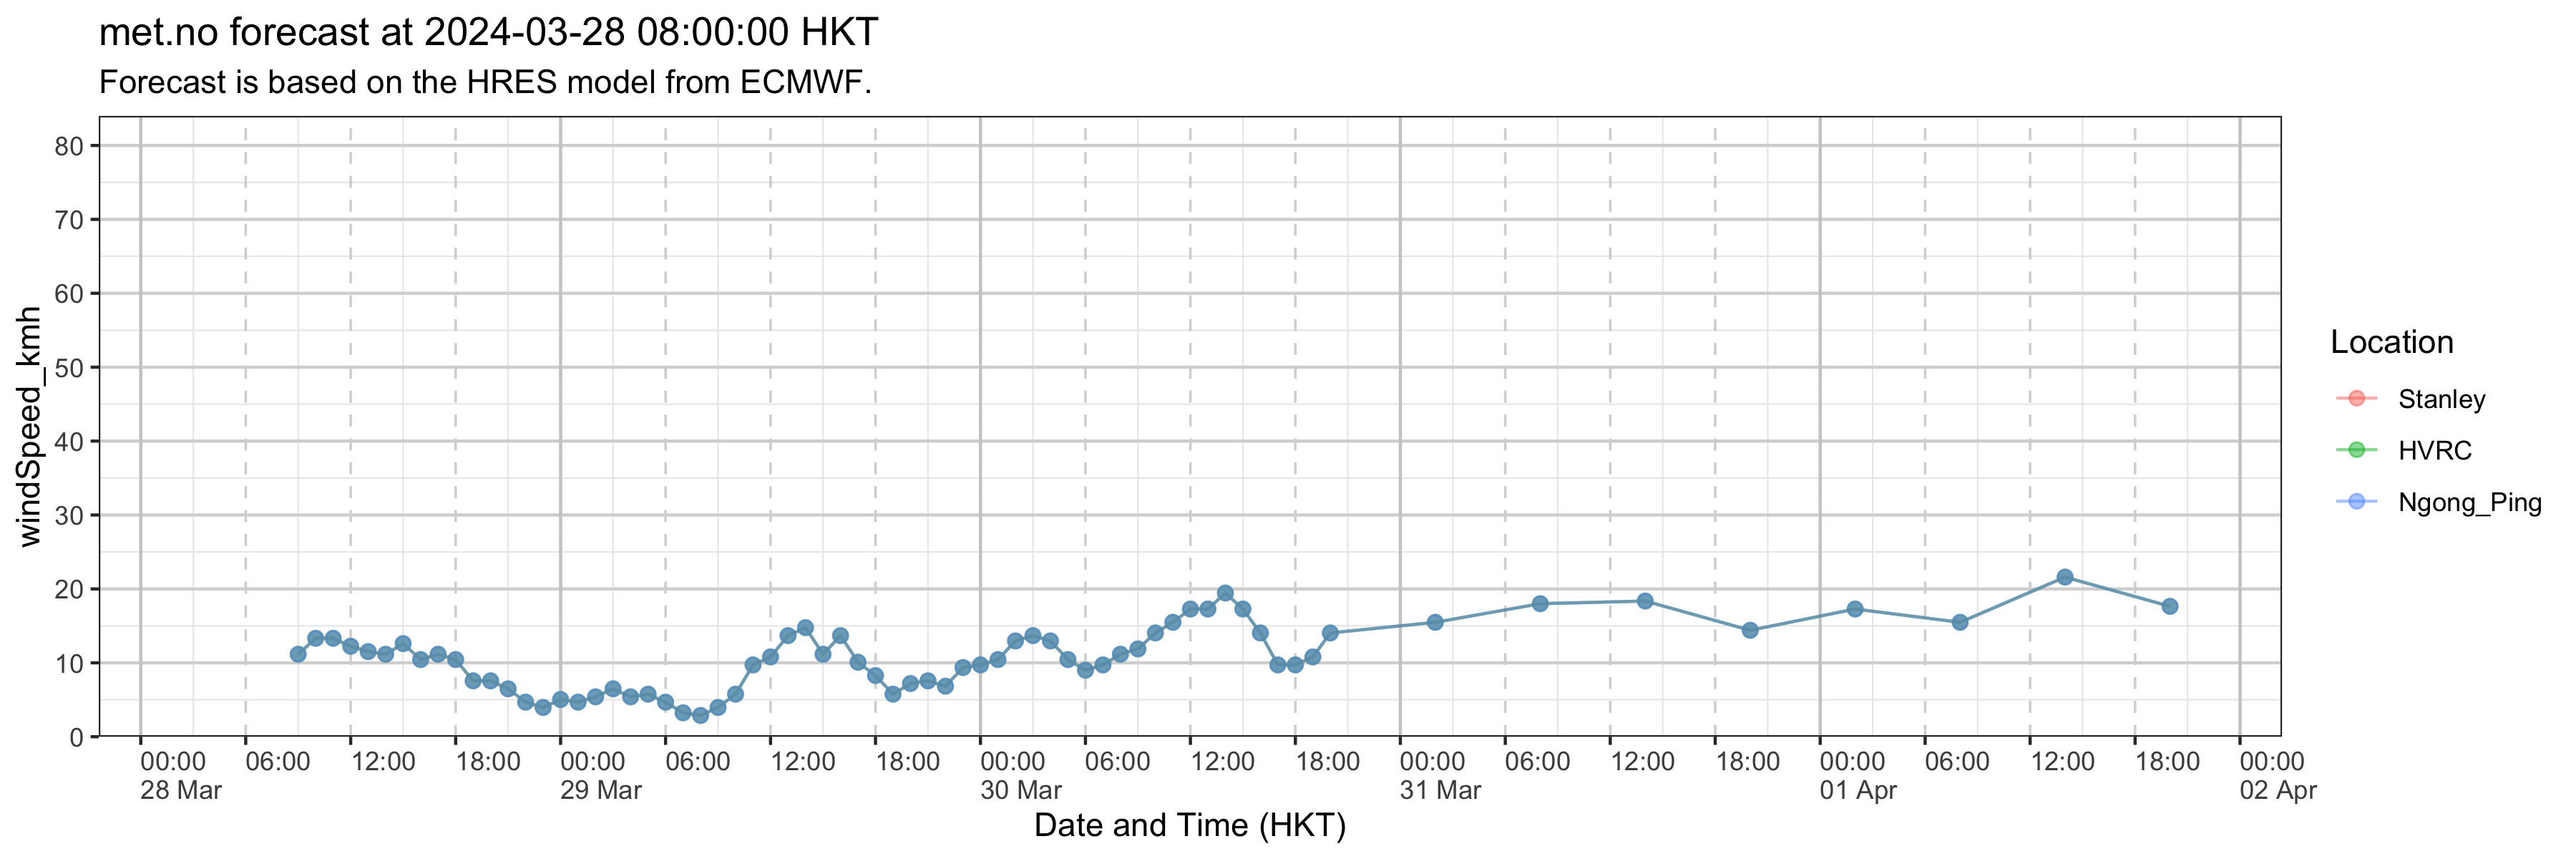 met.no forecast at 2024-03-28 08:00:00 HKT
Forecast is based on the HRES model from ECMWF.
windSpeed_kmh
80
70
60
50
40
30
20
10
0
00:00 06:00 12:00 18:00 00:00 06:00 12:00 18:00 00:00 06:00 12:00 18:00 00:00 06:00 12:00 18:00 00:00 06:00 12:00 18:00 00:00
28 Mar 29 Mar 30 Mar 31 Mar 01 Apr 02 Apr
Date and Time (HKT)
Location
Stanley
HVRC
Ngong_Ping